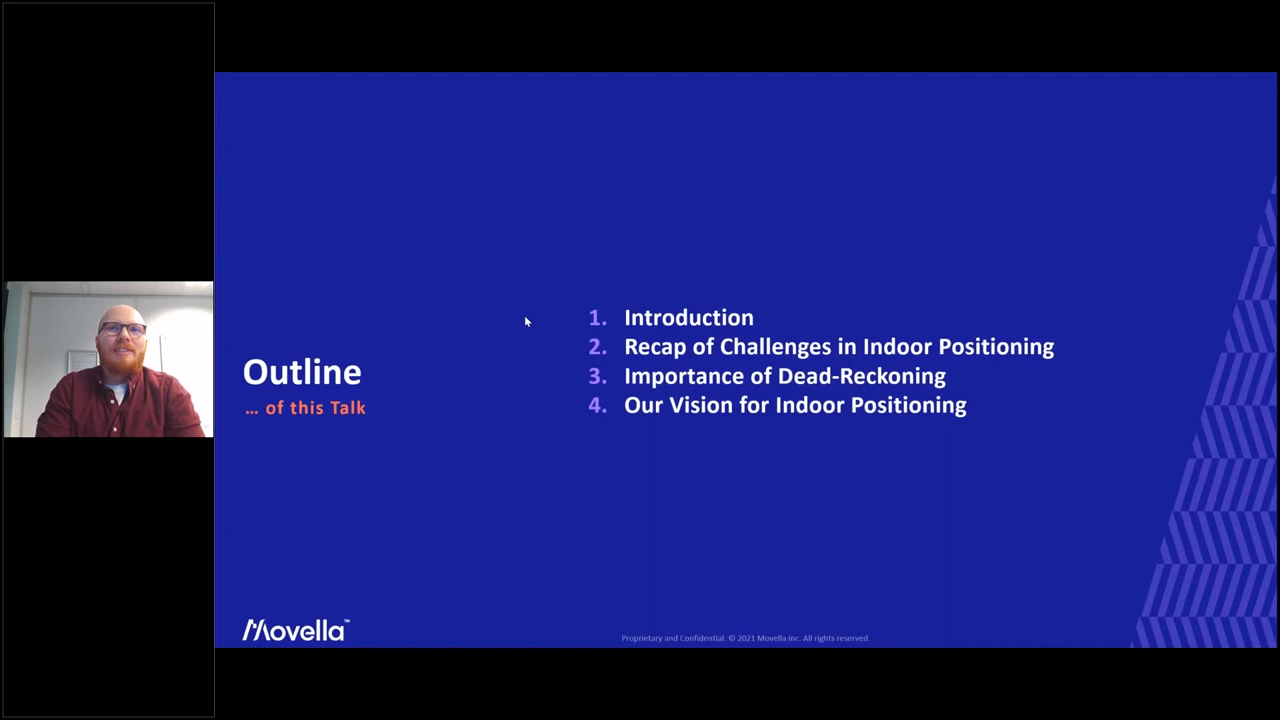 Outline
... of this Talk
1. Introduction
2. Recap of Challenges in Indoor Positioning
3. Importance of Dead-Reckoning
4. Our Vision for Indoor Positioning
Movella™
Proprietary and Confidential. © 2021 Movella Inc. All rights reserved.